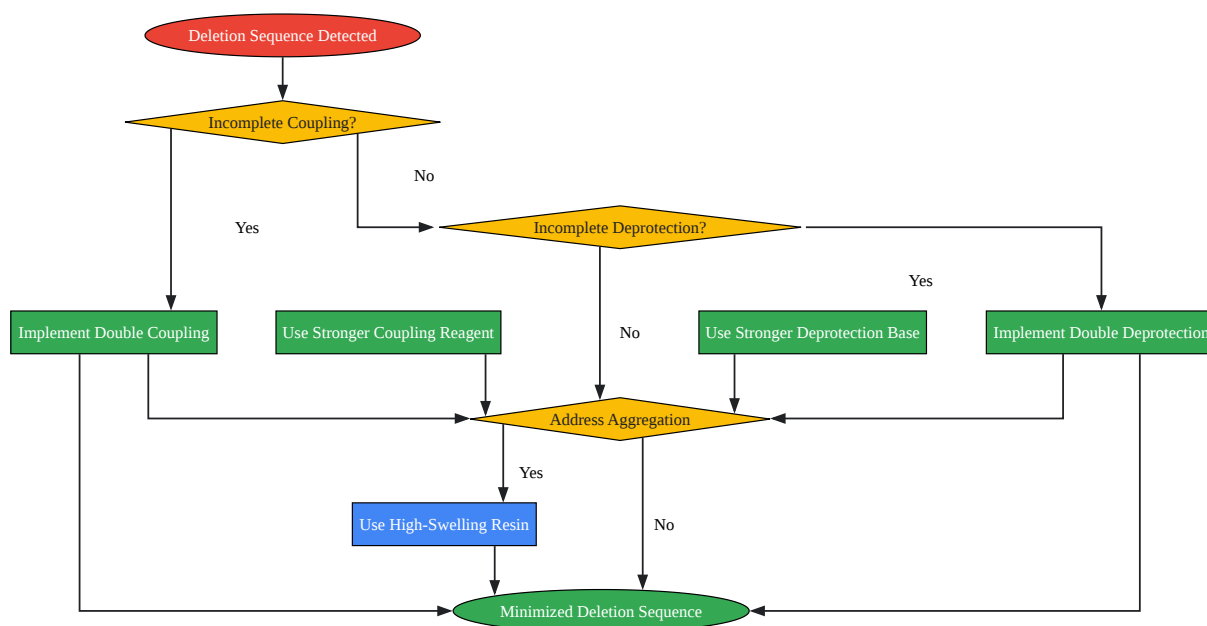 Deletion Sequence Detected
Incomplete Coupling?
No
Yes
Incomplete Deprotection?
Yes
Implement Double Coupling
Use Stronger Coupling Reagent
No
Use Stronger Deprotection Base
Implement Double Deprotection
Address Aggregation
Yes
Use High-Swelling Resin
No
Minimized Deletion Sequence